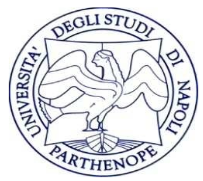 UNIVERSITA' DEGLI STUDI DI NAPOLI
PARTHENOPE